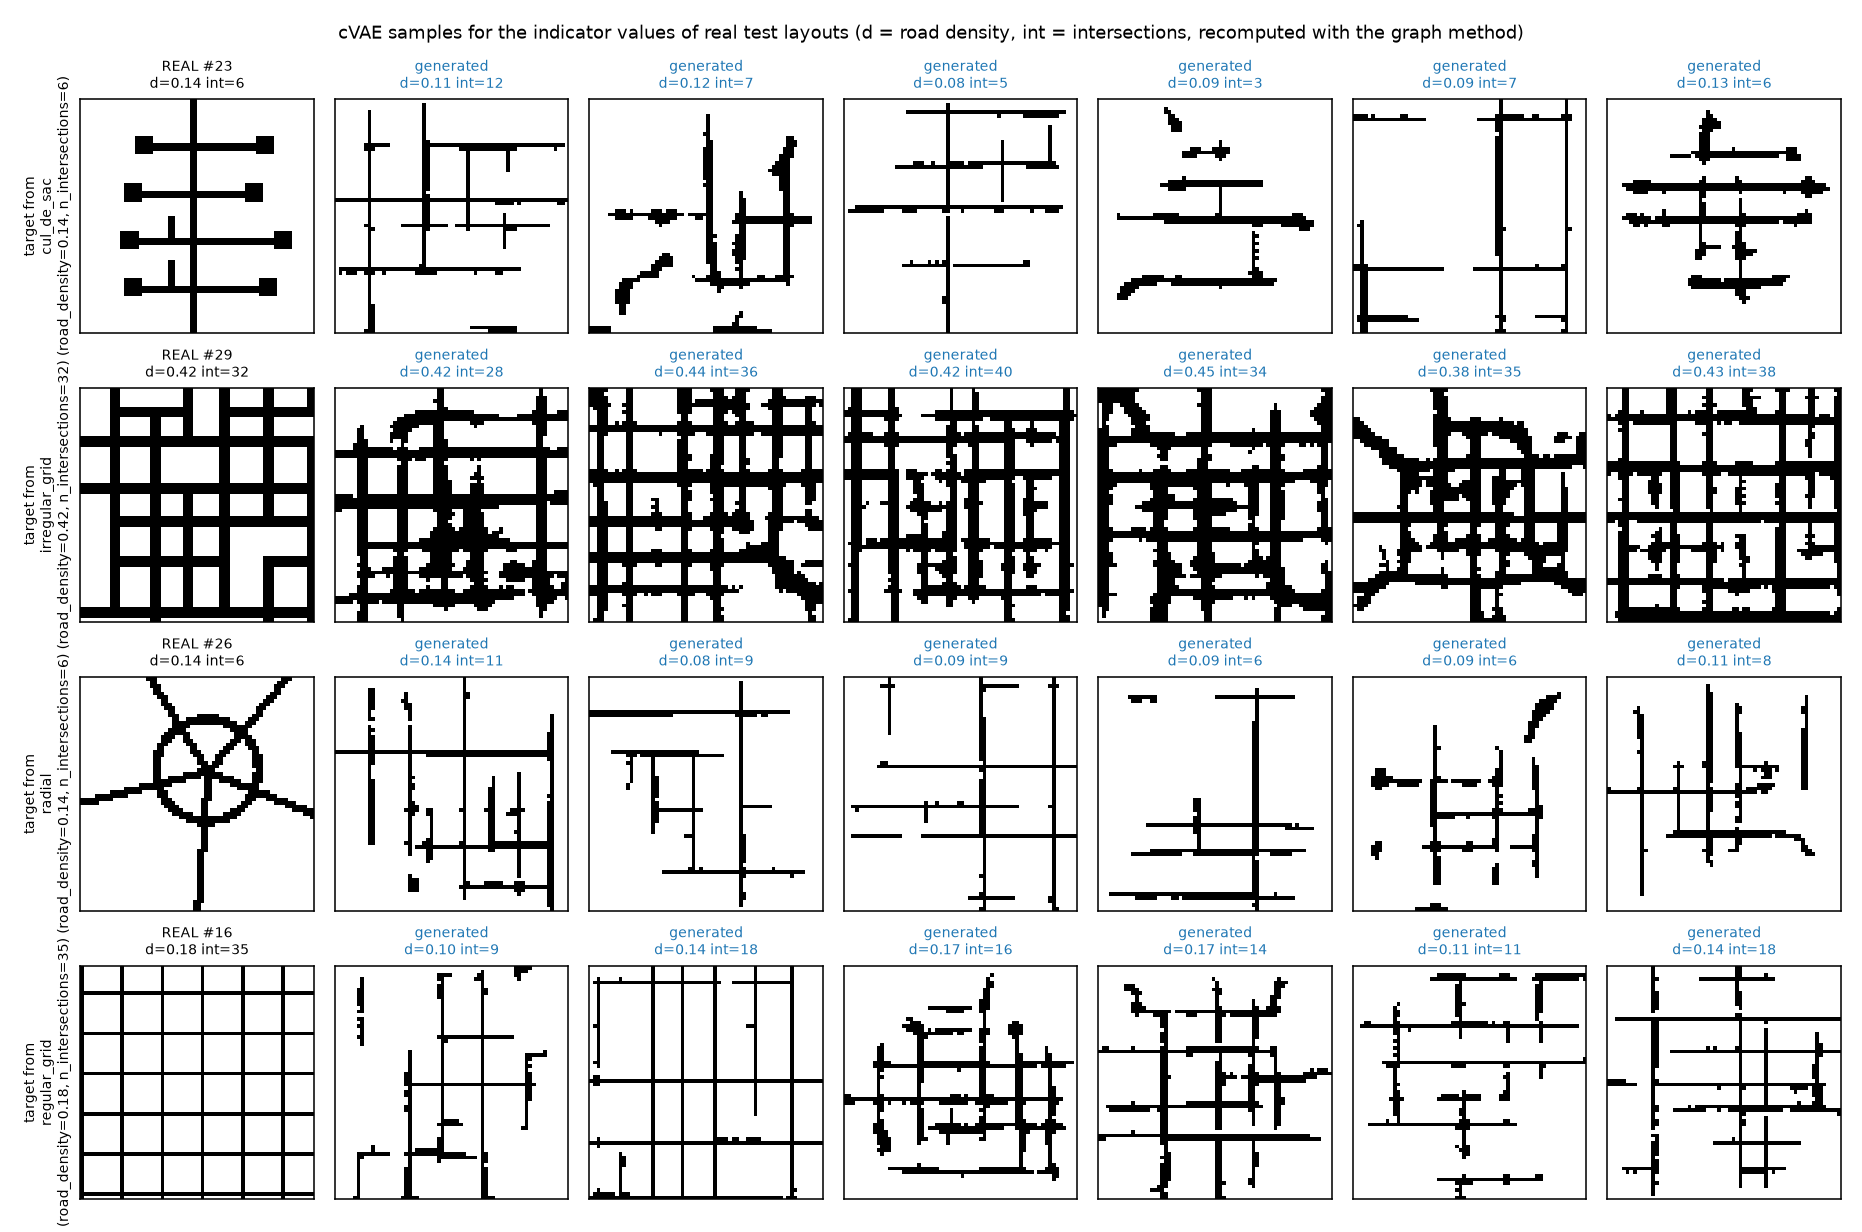 cVAE samples for the indicator values of real test layouts (d = road density, int = intersections, recomputed with the graph method)
target from
cul_de_sac
(road_density=0.14, n_intersections=6)
REAL #23
d=0.14 int=6
generated
d=0.11 int=12
generated
d=0.12 int=7
generated
d=0.08 int=5
generated
d=0.09 int=3
generated
d=0.09 int=7
generated
d=0.13 int=6
target from
irregular_grid
(road_density=0.42, n_intersections=32)
REAL #29
d=0.42 int=32
generated
d=0.42 int=28
generated
d=0.44 int=36
generated
d=0.42 int=40
generated
d=0.45 int=34
generated
d=0.38 int=35
generated
d=0.43 int=38
target from
radial
(road_density=0.14, n_intersections=6)
REAL #26
d=0.14 int=6
generated
d=0.14 int=11
generated
d=0.08 int=9
generated
d=0.09 int=9
generated
d=0.09 int=6
generated
d=0.09 int=6
generated
d=0.11 int=8
target from
regular_grid
(road_density=0.18, n_intersections=35)
REAL #16
d=0.18 int=35
generated
d=0.10 int=9
generated
d=0.14 int=18
generated
d=0.17 int=16
generated
d=0.17 int=14
generated
d=0.11 int=11
generated
d=0.14 int=18